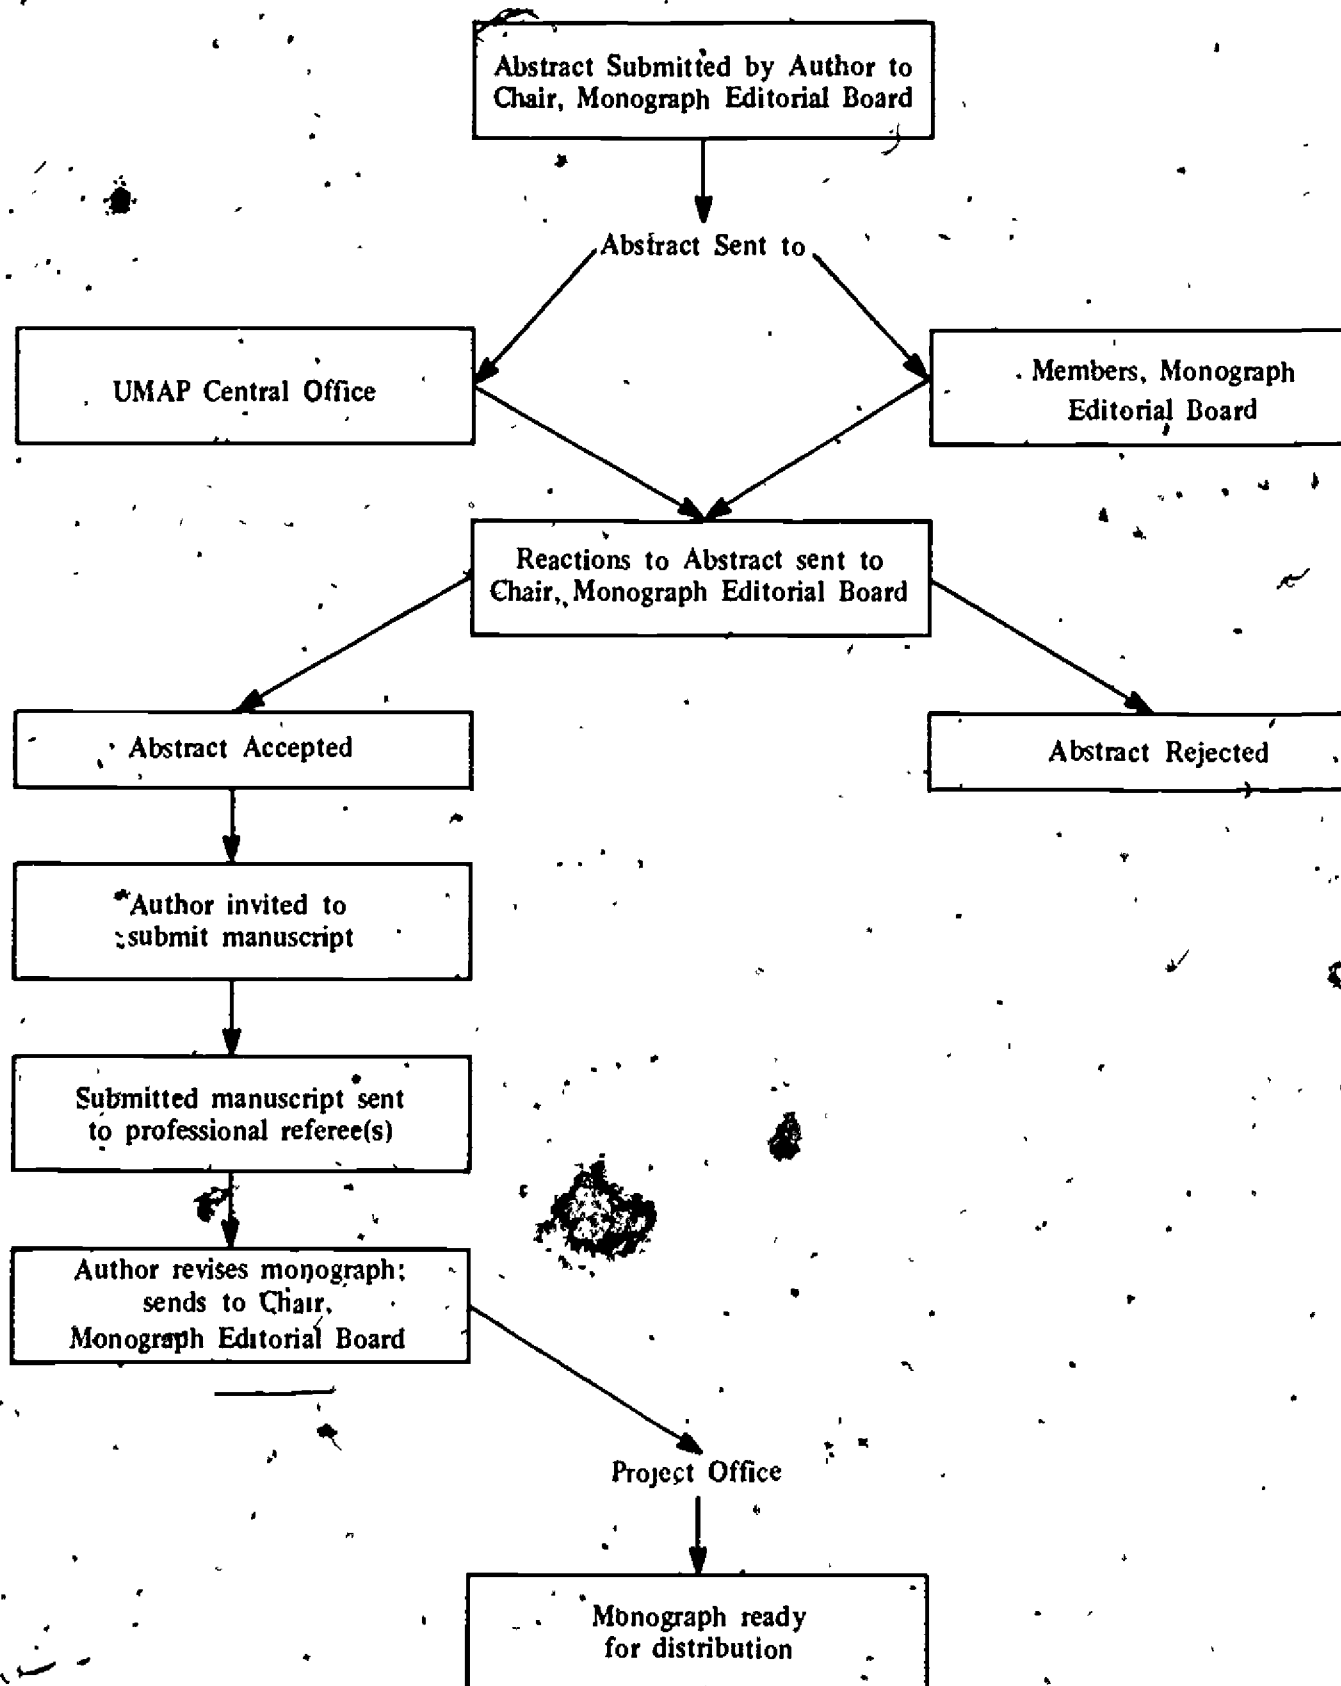 Abstract Submitted by Author to
Chair, Monograph Editorial Board
Abstract Sent to
UMAP Central Office
Members, Monograph
Editorial Board
Reactions to Abstract sent to
Chair, Monograph Editorial Board
Abstract Accepted
Abstract Rejected
Author invited to
submit manuscript
Submitted manuscript sent
to professional referee(s)
Author revises monograph;
sends to Chair,
Monograph Editorial Board
Project Office
Monograph ready
for distribution